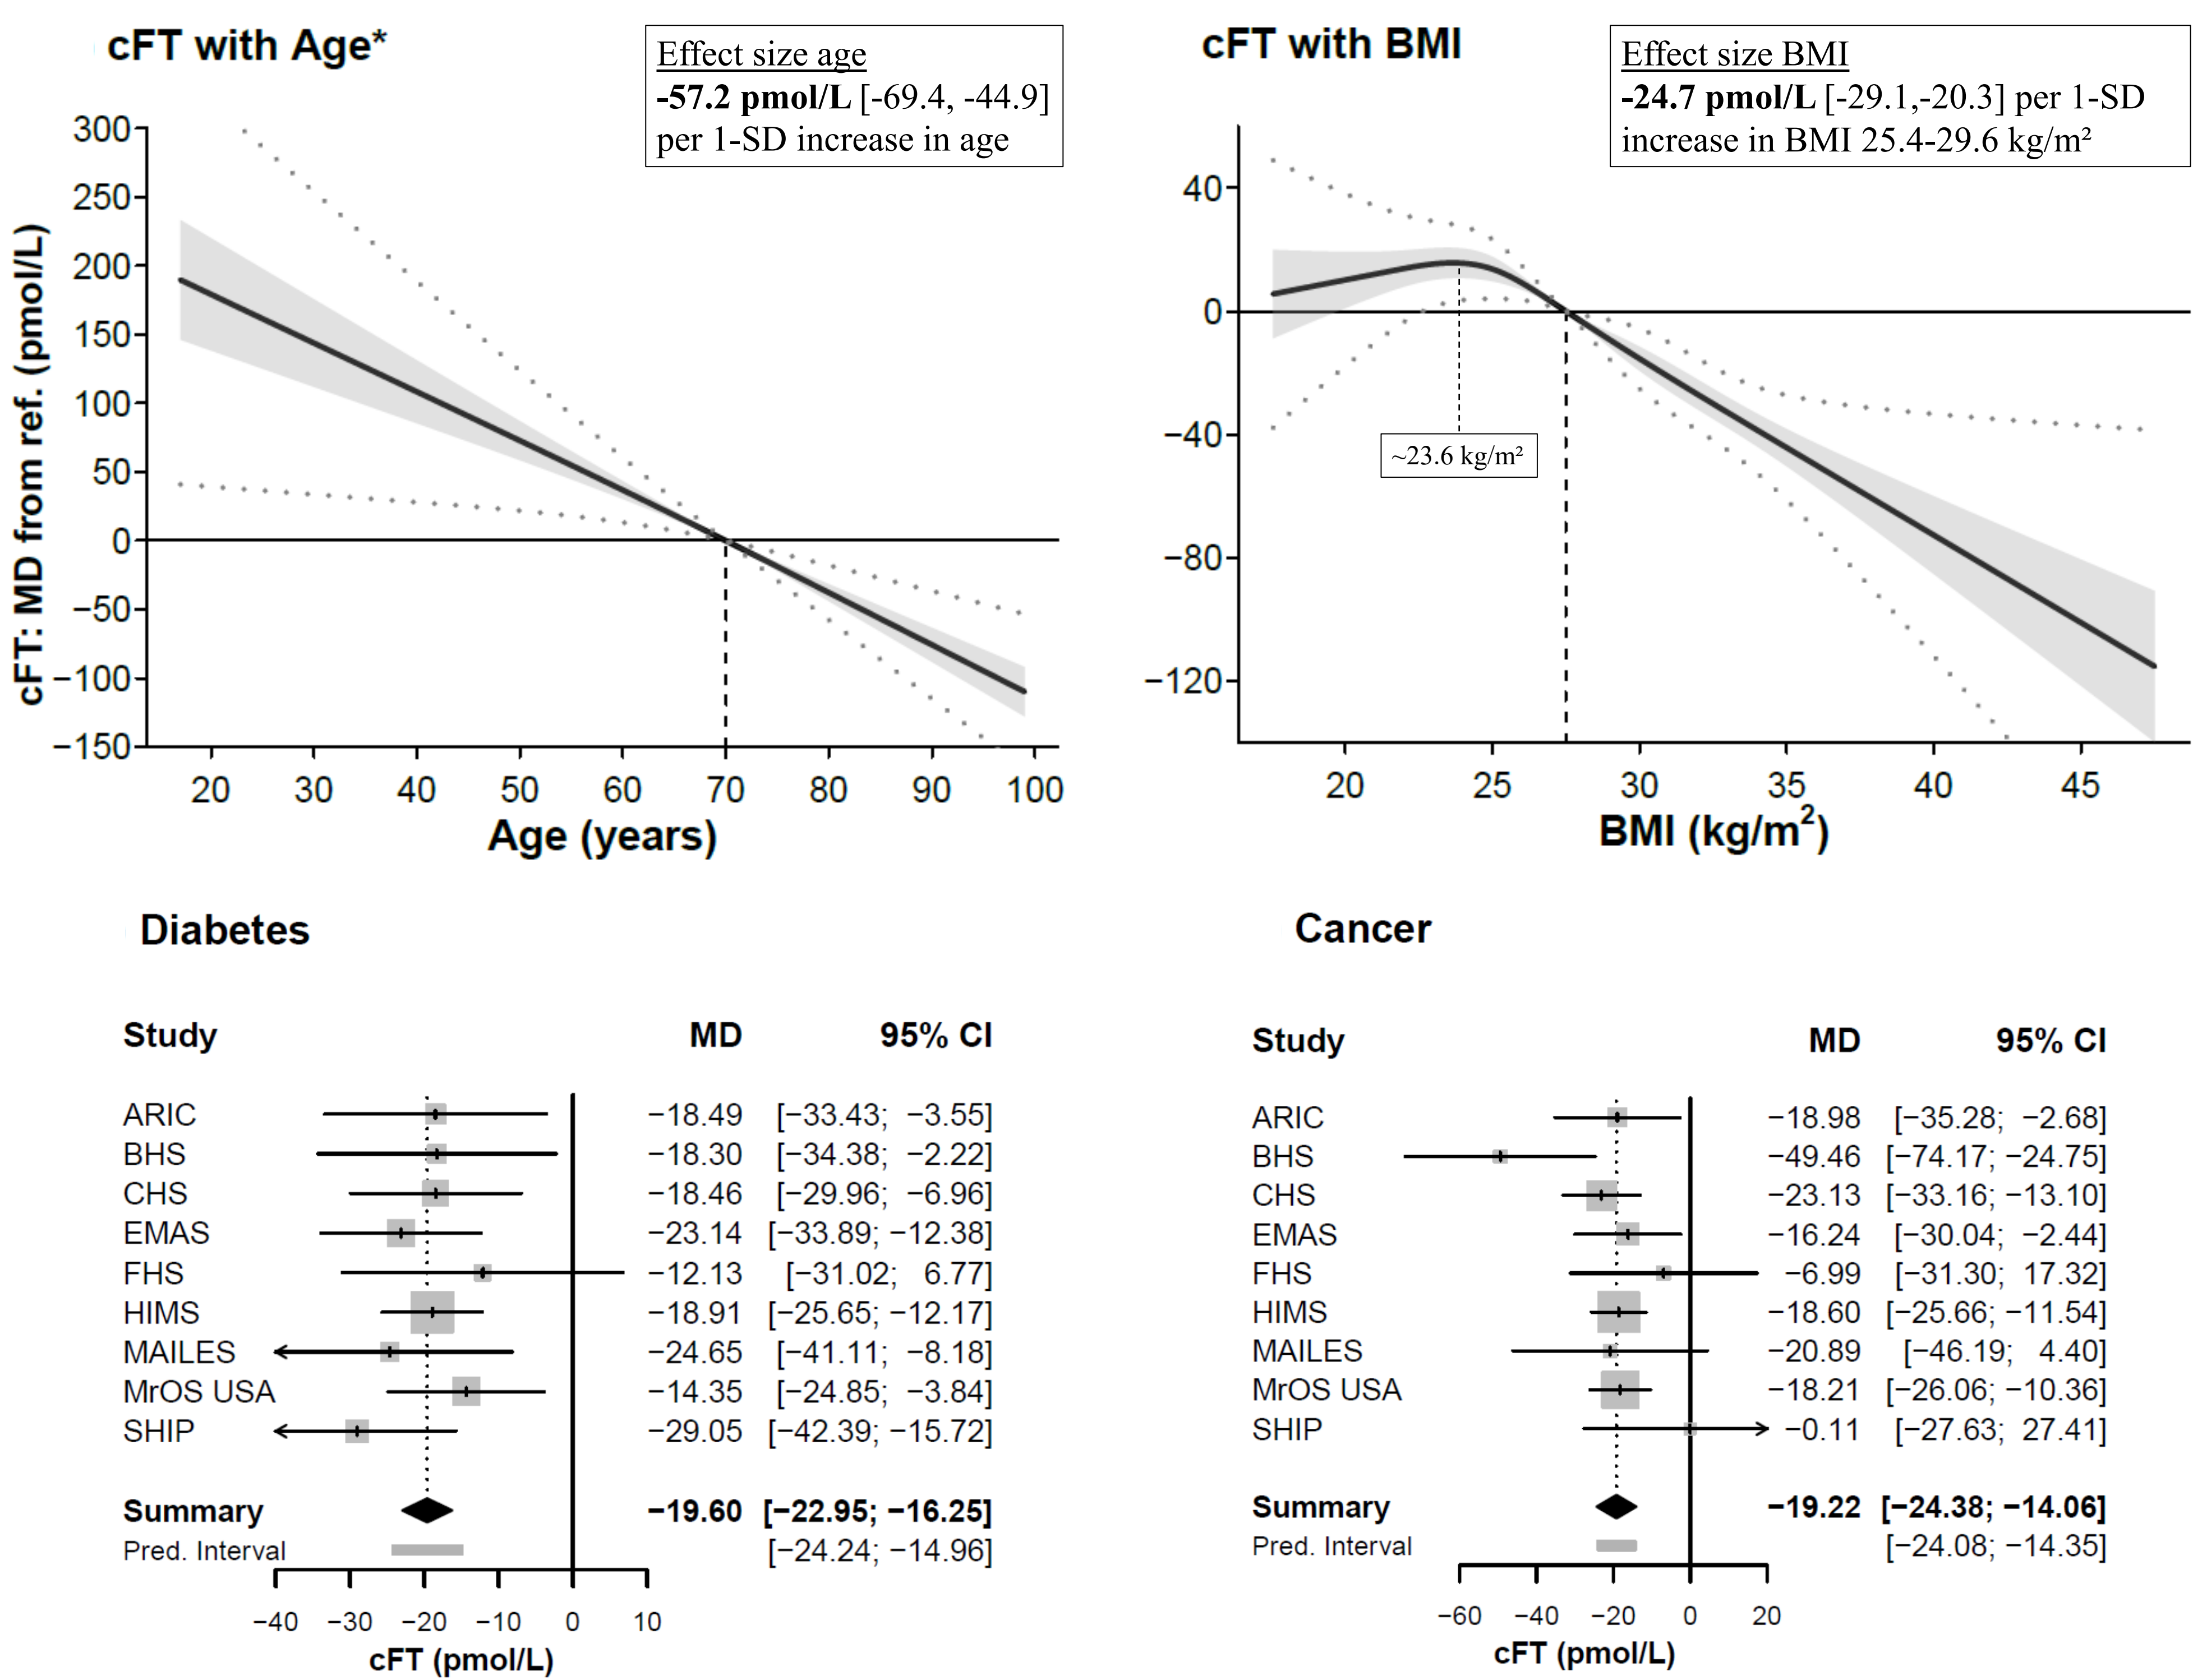 cFT with Age*
Effect size age
-57.2 pmol/L [-69.4, -44.9]
per 1-SD increase in age
cFT: MD from ref. (pmol/L)
300
250
200
150
100
50
0
−50
−100
−150
20 30 40 50 60 70 80 90 100
Age (years)
cFT with BMI
Effect size BMI
-24.7 pmol/L [-29.1,-20.3] per 1-SD
increase in BMI 25.4-29.6 kg/m²
40
0
−40
−80
−120
~23.6 kg/m²
20 25 30 35 40 45
BMI (kg/m²)
Diabetes
Study MD 95% CI
ARIC −18.49 [−33.43; −3.55]
BHS −18.30 [−34.38; −2.22]
CHS −18.46 [−29.96; −6.96]
EMAS −23.14 [−33.89; −12.38]
FHS −12.13 [−31.02; 6.77]
HIMS −18.91 [−25.65; −12.17]
MAILES −24.65 [−41.11; −8.18]
MrOS USA −14.35 [−24.85; −3.84]
SHIP −29.05 [−42.39; −15.72]
Summary −19.60 [−22.95; −16.25]
Pred. Interval [−24.24; −14.96]
−40 −30 −20 −10 0 10
cFT (pmol/L)
Cancer
Study MD 95% CI
ARIC −18.98 [−35.28; −2.68]
BHS −49.46 [−74.17; −24.75]
CHS −23.13 [−33.16; −13.10]
EMAS −16.24 [−30.04; −2.44]
FHS −6.99 [−31.30; 17.32]
HIMS −18.60 [−25.66; −11.54]
MAILES −20.89 [−46.19; 4.40]
MrOS USA −18.21 [−26.06; −10.36]
SHIP −0.11 [−27.63; 27.41]
Summary −19.22 [−24.38; −14.06]
Pred. Interval [−24.08; −14.35]
−60 −40 −20 0 20
cFT (pmol/L)